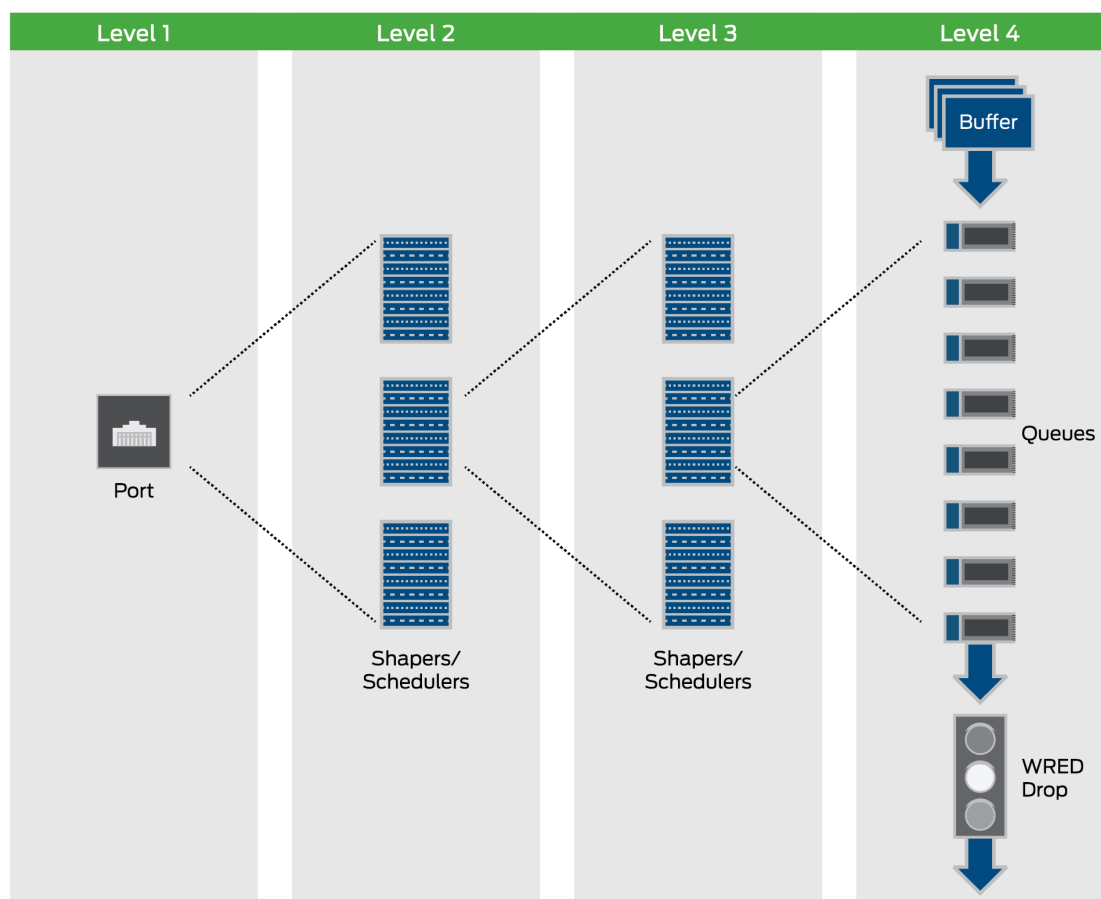 Level 1
Level 2
Level 3
Level 4
Buffer
Queues
Port
Shapers/
Schedulers
Shapers/
Schedulers
WRED
Drop